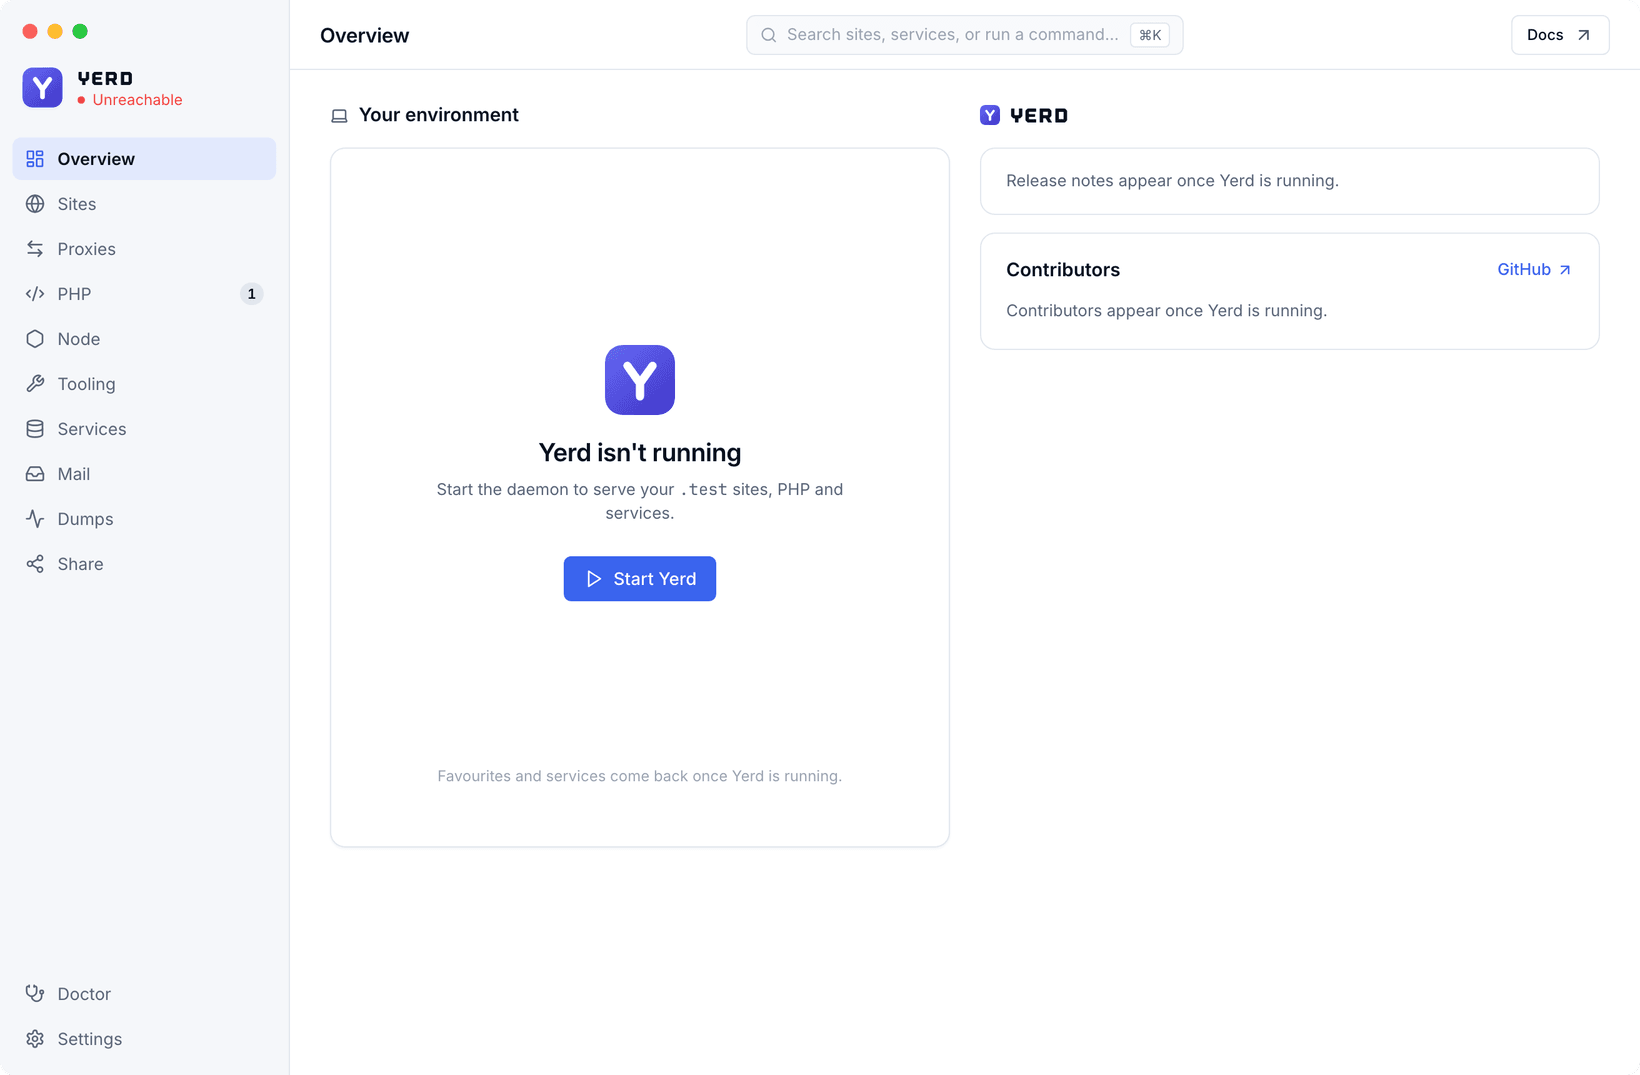 YERD
Unreachable
Overview
Sites
Proxies
PHP 1
Node
Tooling
Services
Mail
Dumps
Share
Doctor
Settings
Overview
Search sites, services, or run a command... ⌘K
Docs
Your environment
Y
Yerd isn't running
Start the daemon to serve your .test sites, PHP and
services.
Start Yerd
Favourites and services come back once Yerd is running.
Y YERD
Release notes appear once Yerd is running.
Contributors
GitHub
Contributors appear once Yerd is running.